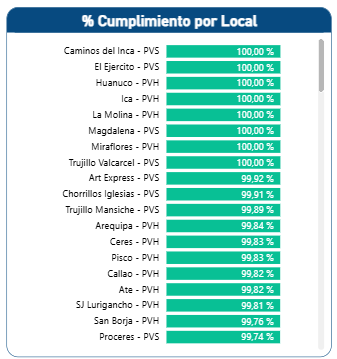 % Cumplimiento por Local
Caminos del Inca - PVS 100,00 %
El Ejercito - PVS 100,00 %
Huanuco - PVH 100,00 %
Ica - PVH 100,00 %
La Molina - PVH 100,00 %
Magdalena - PVS 100,00 %
Miraflores - PVH 100,00 %
Trujillo Valcarcel - PVS 100,00 %
Art Express - PVS 99,92 %
Chorrillos Iglesias - PVS 99,91 %
Trujillo Mansiche - PVS 99,89 %
Arequipa - PVH 99,84 %
Ceres - PVH 99,83 %
Pisco - PVH 99,83 %
Callao - PVH 99,82 %
Ate - PVH 99,82 %
SJ Lurigancho - PVH 99,81 %
San Borja - PVH 99,76 %
Proceres - PVS 99,74 %